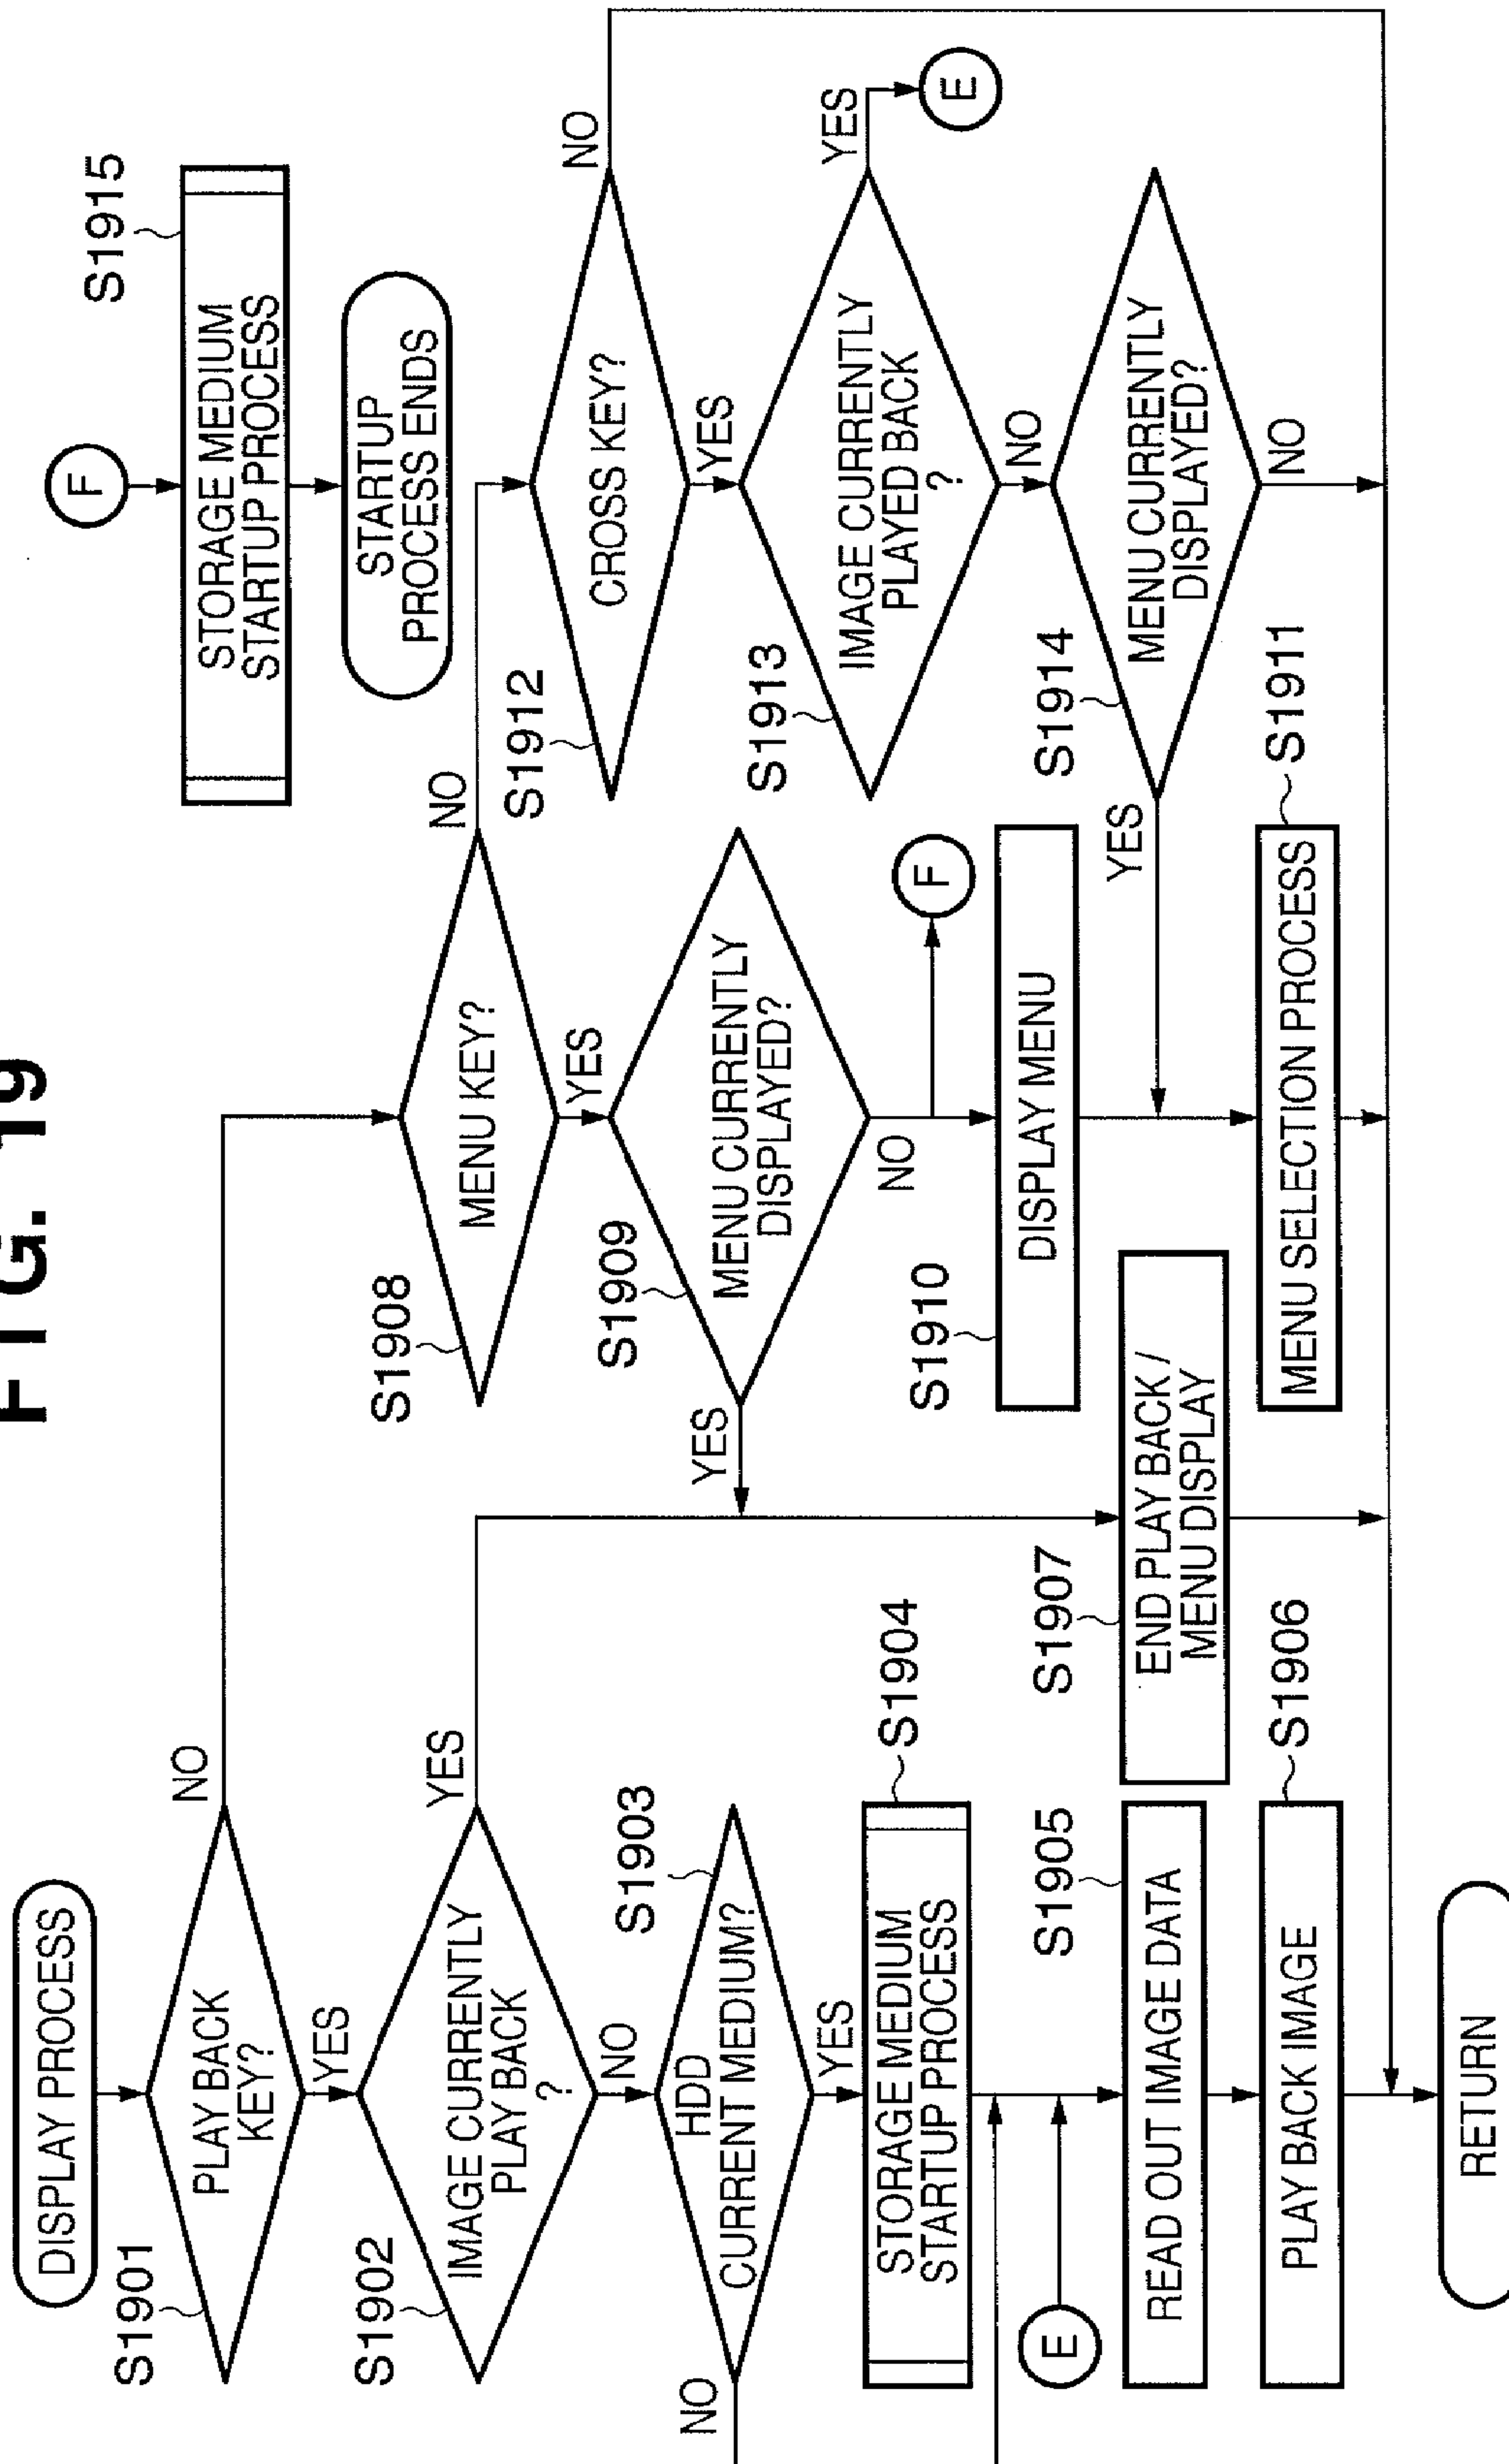 FIG. 19
DISPLAY PROCESS
S1901
PLAY BACK
KEY?
NO
YES
S1902
IMAGE CURRENTLY
PLAY BACK
?
YES
NO
S1903
HDD
CURRENT MEDIUM?
NO
YES
S1904
STORAGE MEDIUM
STARTUP PROCESS
E
S1905
READ OUT IMAGE DATA
S1906
PLAY BACK IMAGE
RETURN
S1907
END PLAY BACK /
MENU DISPLAY
S1908
MENU KEY?
NO
YES
S1909
MENU CURRENTLY
DISPLAYED?
YES
NO
F
S1910
DISPLAY MENU
S1911
MENU SELECTION PROCESS
F
S1915
STORAGE MEDIUM
STARTUP PROCESS
STARTUP
PROCESS ENDS
S1912
CROSS KEY?
NO
YES
S1913
IMAGE CURRENTLY
PLAYED BACK
?
YES
E
NO
S1914
MENU CURRENTLY
DISPLAYED?
YES
NO